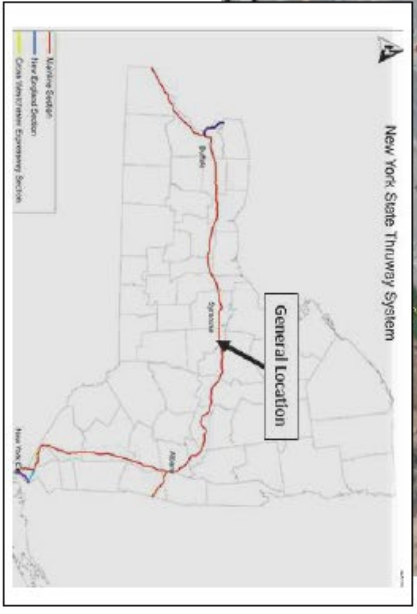 New York State Thruway System
General Location
Buffalo
Syracuse
Albany
New York City
Mainline Section
New England Section
Cross Westchester Expressway Section